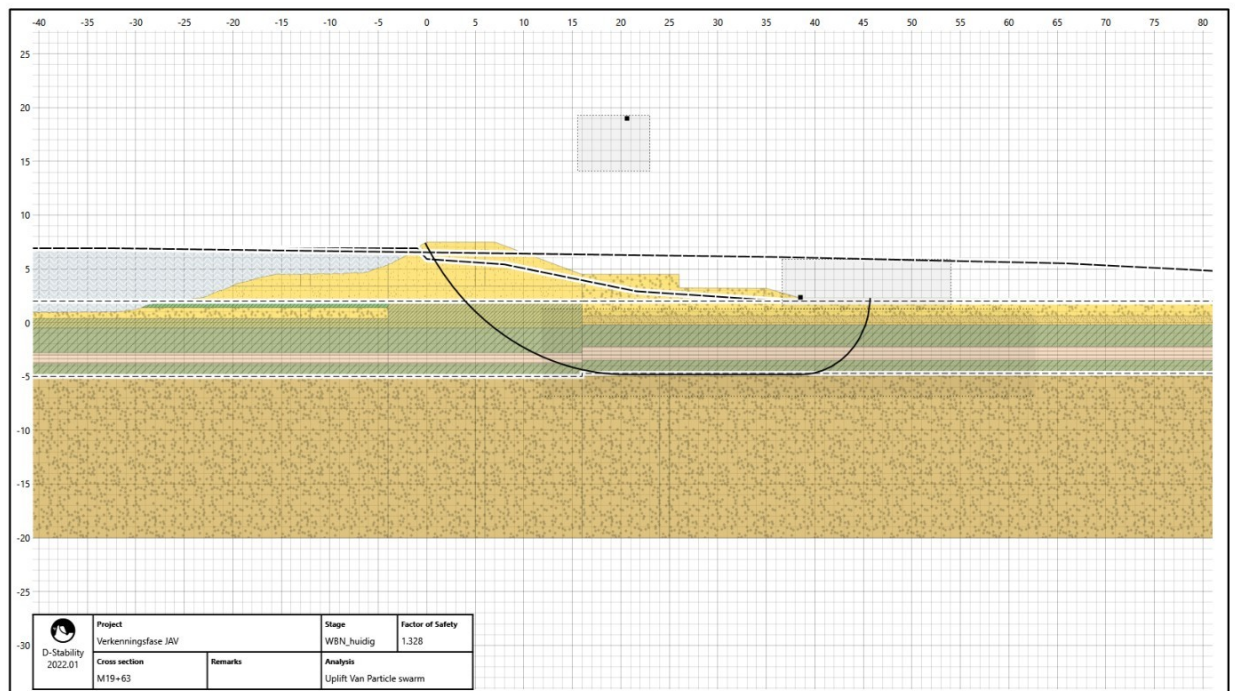 -40 -35 -30 -25 -20 -15 -10 -5 0 5 10 15 20 25 30 35 40 45 50 55 60 65 70 75 80
25
20
15
10
5
0
-5
-10
-15
-20
-25
-30
D-Stability
2022.01
Project
Verkenningsfase JAV
Stage
WBN_huidig
Factor of Safety
1.328
Cross section
M19+63
Remarks
Analysis
Uplift Van Particle swarm